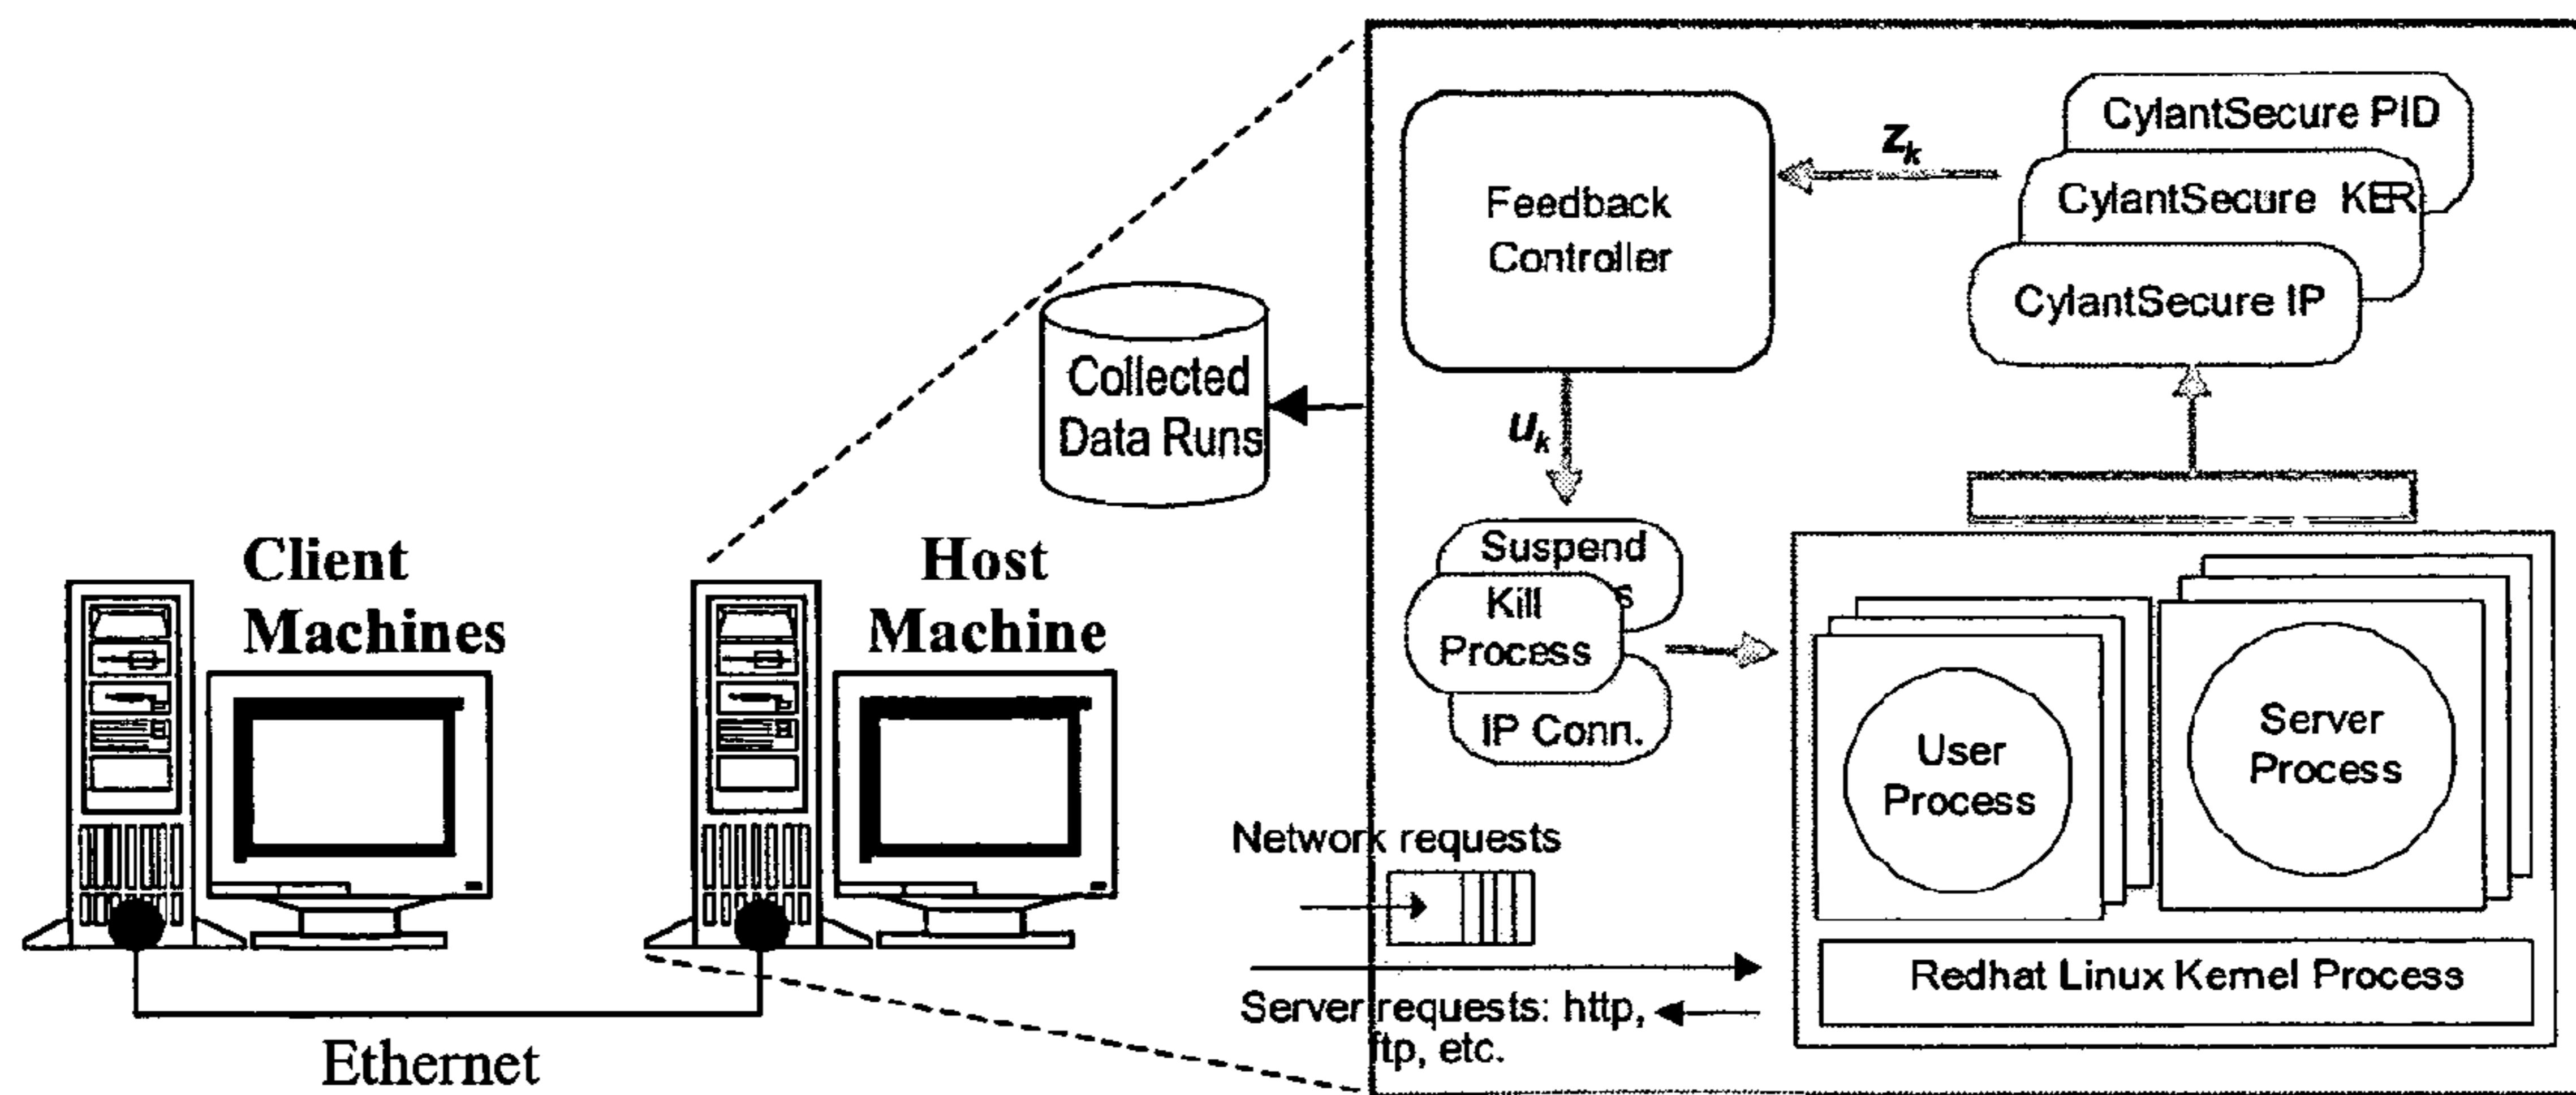 Client
Machines
Host
Machine
Ethernet
Collected
Data Runs
Feedback
Controller
z_k
CylantSecure PID
CylantSecure KER
CylantSecure IP
u_k
Suspend
s
Kill
Process
IP Conn.
User
Process
Server
Process
Network requests
Redhat Linux Kernel Process
Server requests: http,
ftp, etc.